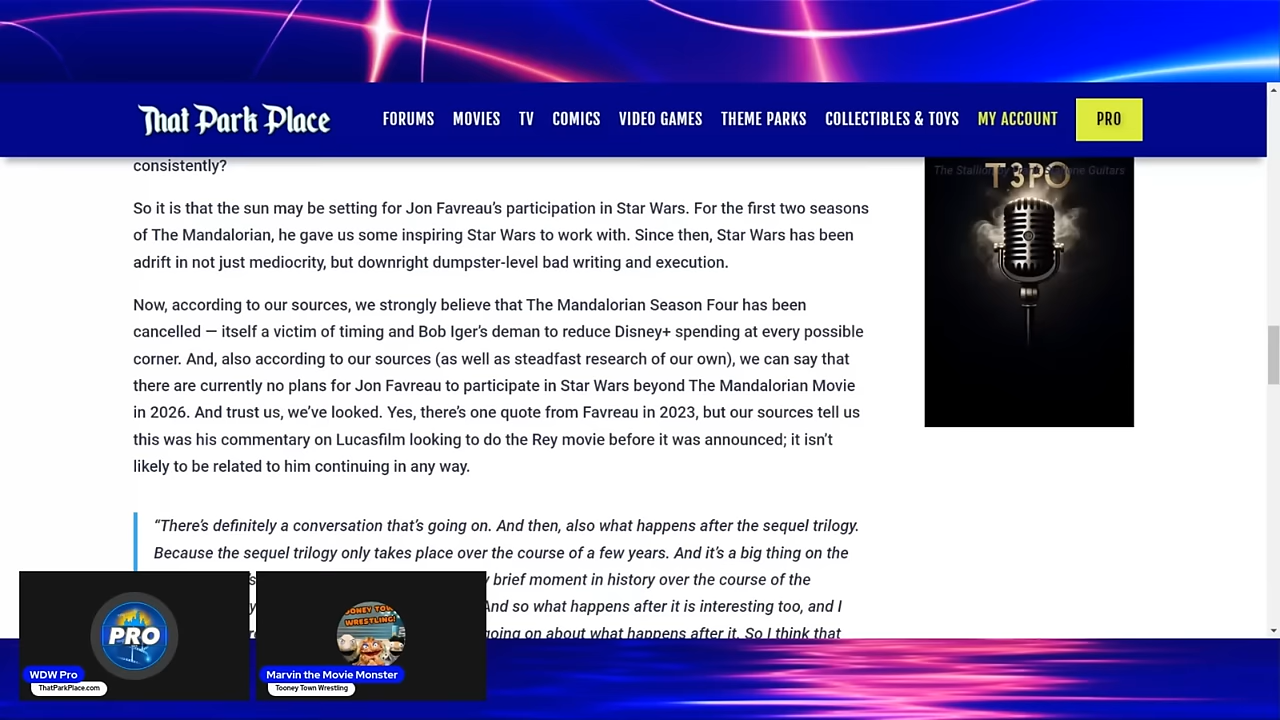 That Park Place
FORUMS MOVIES TV COMICS VIDEO GAMES THEME PARKS COLLECTIBLES & TOYS MY ACCOUNT PRO
consistently?
So it is that the sun may be setting for Jon Favreau’s participation in Star Wars. For the first two seasons
of The Mandalorian, he gave us some inspiring Star Wars to work with. Since then, Star Wars has been
adrift in not just mediocrity, but downright dumpster-level bad writing and execution.
Now, according to our sources, we strongly believe that The Mandalorian Season Four has been
cancelled — itself a victim of timing and Bob Iger’s deman to reduce Disney+ spending at every possible
corner. And, also according to our sources (as well as steadfast research of our own), we can say that
there are currently no plans for Jon Favreau to participate in Star Wars beyond The Mandalorian Movie
in 2026. And trust us, we’ve looked. Yes, there’s one quote from Favreau in 2023, but our sources tell us
this was his commentary on Lucasfilm looking to do the Rey movie before it was announced; it isn’t
likely to be related to him continuing in any way.
“There’s definitely a conversation that’s going on. And then, also what happens after the sequel trilogy.
Because the sequel trilogy only takes place over the course of a few years. And it’s a big thing on the
brief moment in history over the course of the
And so what happens after it is interesting too, and I
going on about what happens after it. So I think that
The Stallion by Guitars
T3PO
PRO
WDW Pro
ThatParkPlace.com
TOONEY TOWN
WRESTLING!
Marvin the Movie Monster
Tooney Town Wrestling